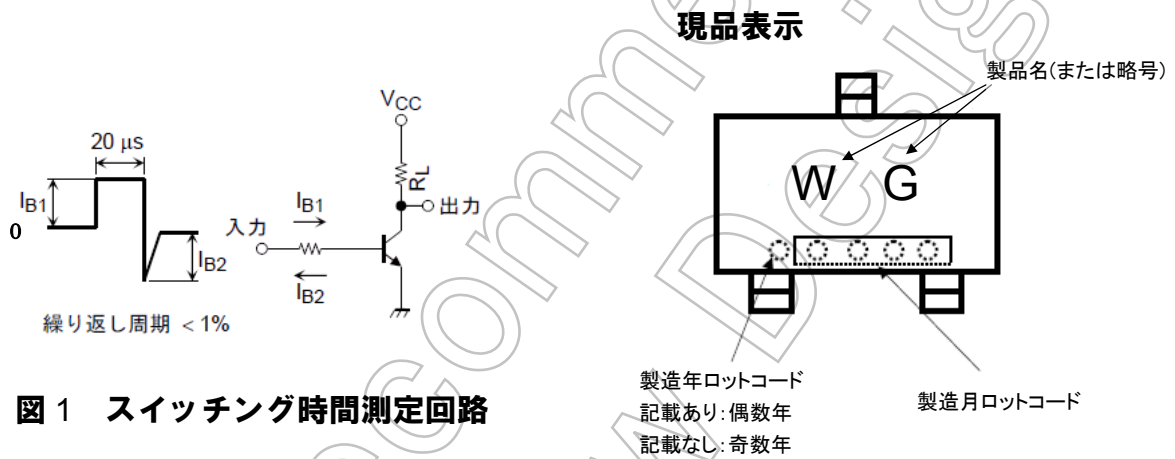 現品表示
製品名(または略号)
W G
製造年ロットコード
記載あり：偶数年
記載なし：奇数年
製造月ロットコード
20 μs
IB1
0
IB2
繰り返し周期 < 1%
VCC
RL
出力
入力
IB1
IB2
図 1 スイッチング時間測定回路
ecomme
Desig